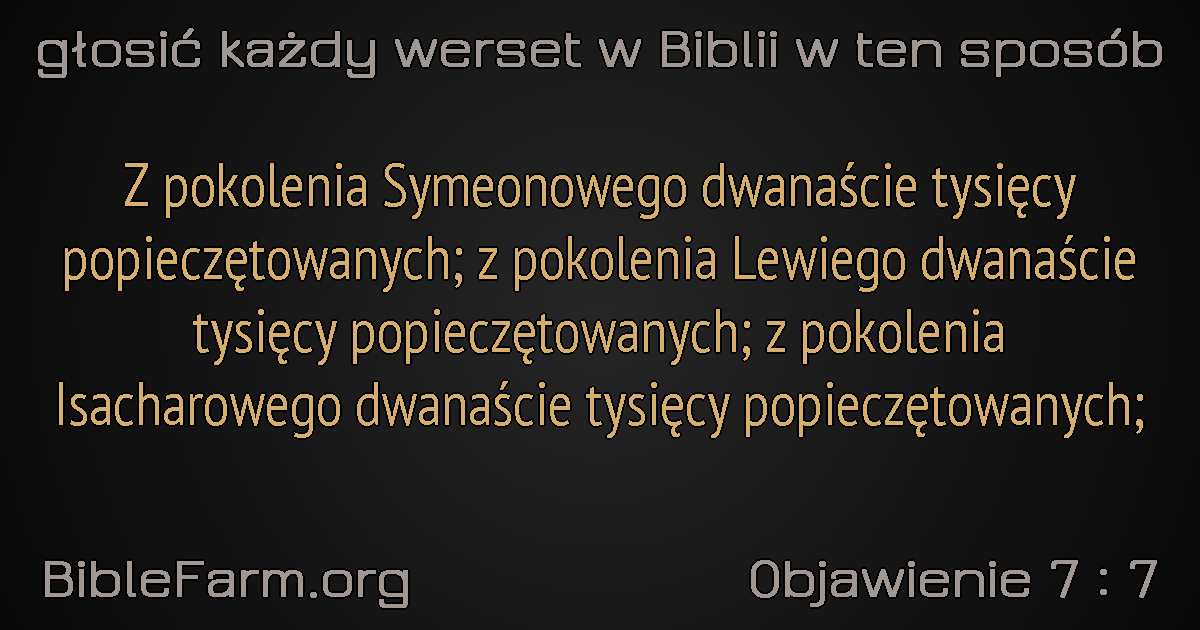 głosić każdy werset w Biblii w ten sposób
Z pokolenia Symeonowego dwanaście tysięcy
popieczętowanych; z pokolenia Lewiego dwanaście
tysięcy popieczętowanych; z pokolenia
Isacharowego dwanaście tysięcy popieczętowanych;
BibleFarm.org
Objawienie 7 : 7